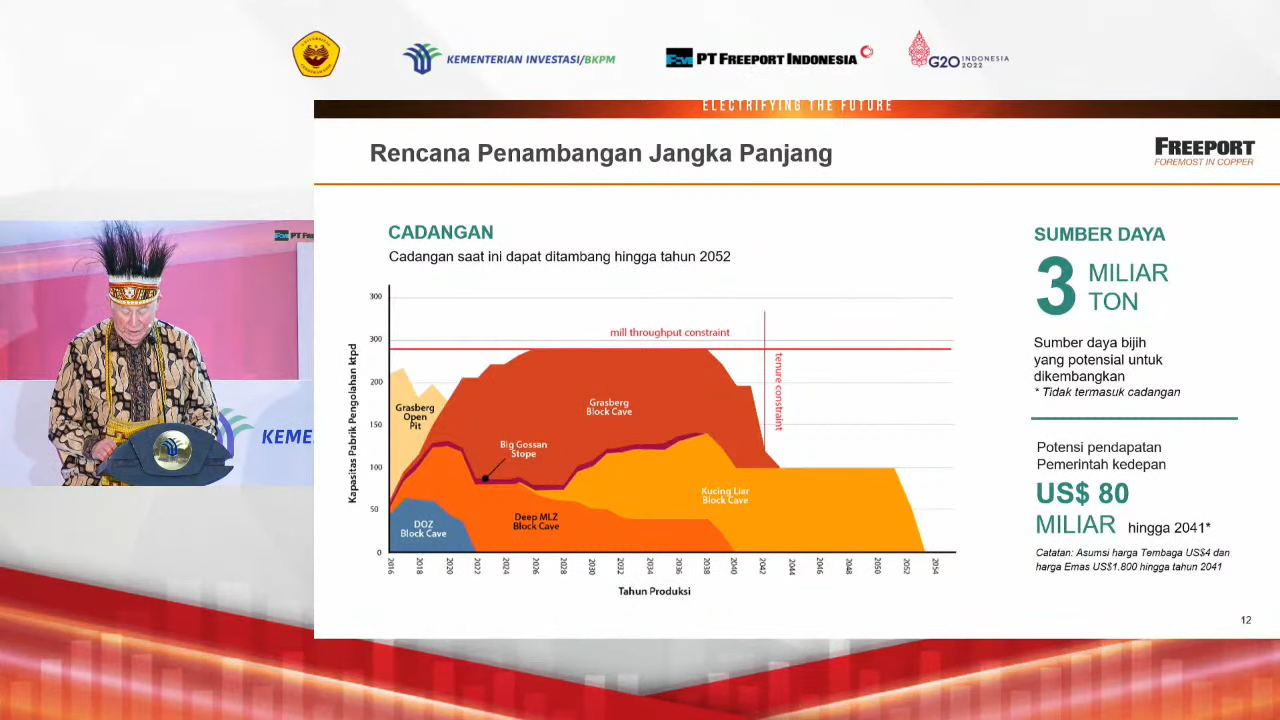 KEMENTERIAN INVESTASI/BKPM
PT FREEPORT INDONESIA
G20 INDONESIA
2022
ELECTRIFYING THE FUTURE
Rencana Penambangan Jangka Panjang
FREEPORT
FOREMOST IN COPPER
CADANGAN
Cadangan saat ini dapat ditambang hingga tahun 2052
Kapasitas Pabrik Pengolahan ktpd
300
300
200
150
100
50
0
mill throughput constraint
tenure constraint
Grasberg
Open
Pit
Grasberg
Block Cave
Big Gossan
Stope
Kucing Liar
Block Cave
Deep MLZ
Block Cave
DOZ
Block Cave
2016 2018 2020 2022 2024 2026 2028 2030 2032 2034 2036 2038 2040 2042 2044 2046 2048 2050 2052 2054
Tahun Produksi
SUMBER DAYA
3 MILIAR
TON
Sumber daya bijih
yang potensial untuk
dikembangkan
* Tidak termasuk cadangan
Potensi pendapatan
Pemerintah kedepan
US$ 80
MILIAR hingga 2041*
Catatan: Asumsi harga Tembaga US$4 dan
harga Emas US$1.800 hingga tahun 2041
12
PT
KEME